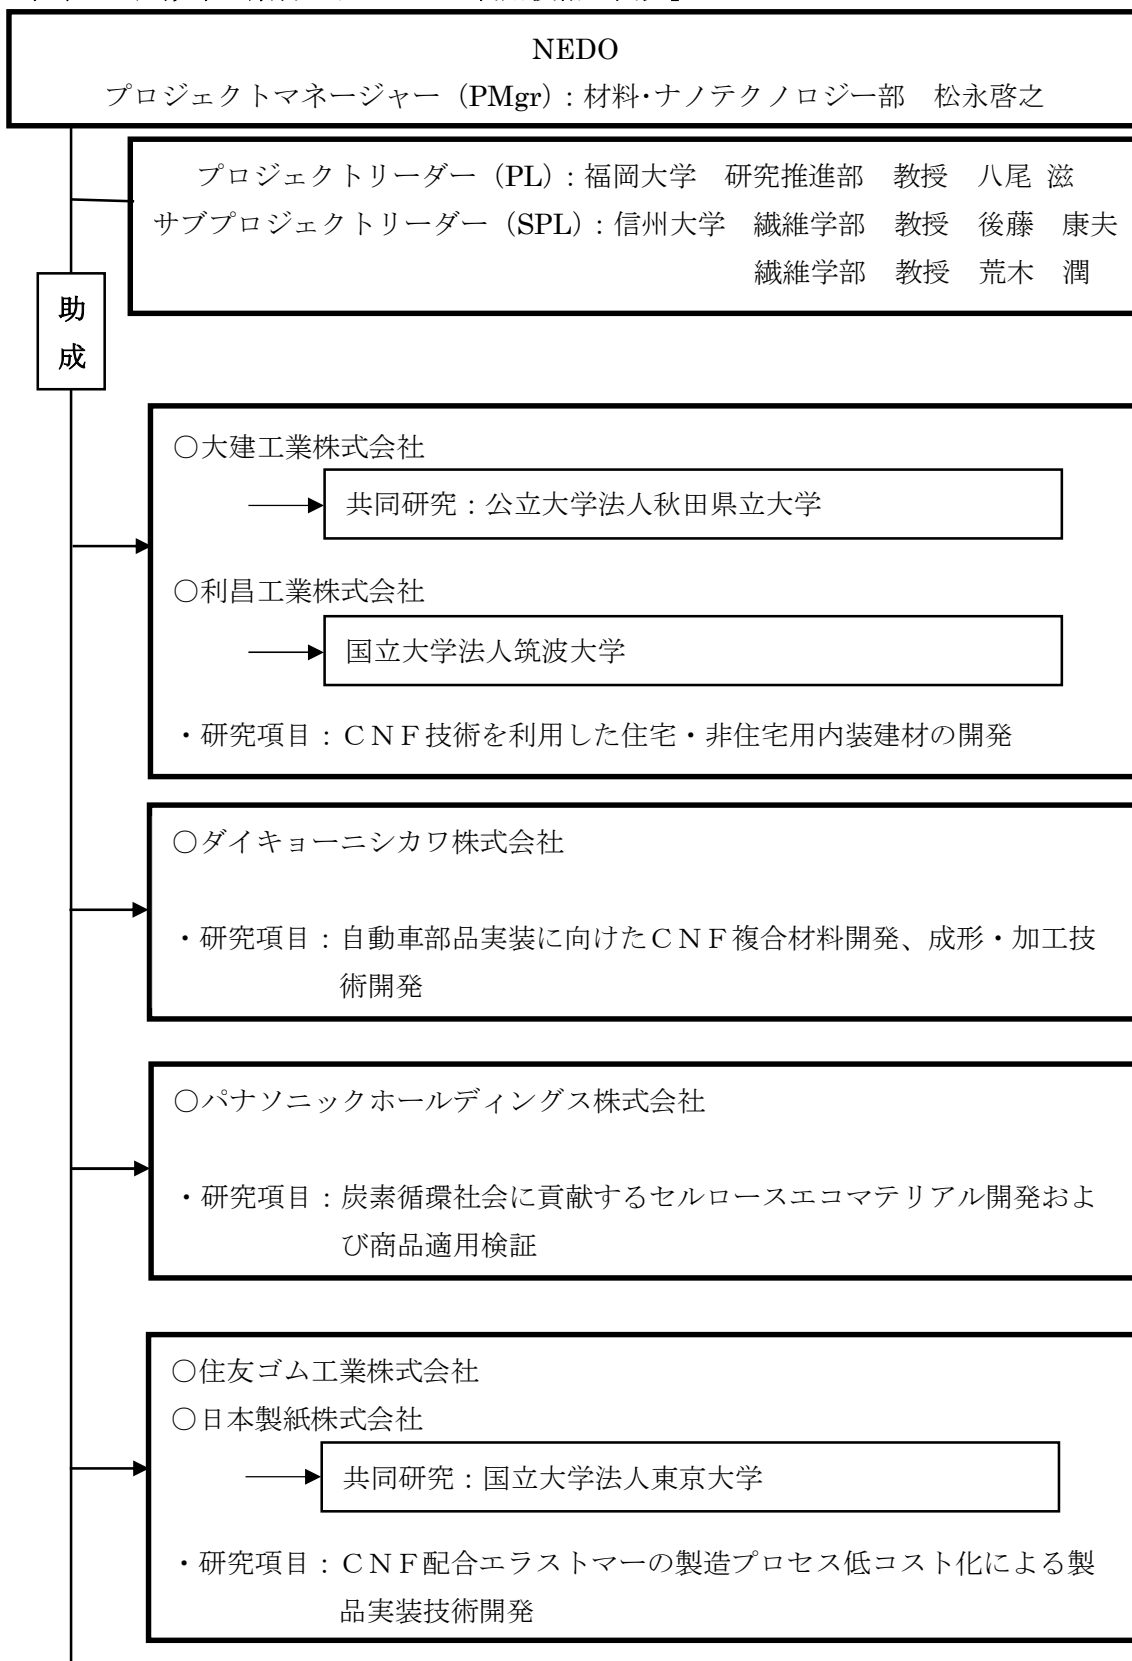 NEDO
プロジェクトマネージャー（PMgr）：材料･ナノテクノロジー部　松永啓之
プロジェクトリーダー（PL）：福岡大学　研究推進部　教授　八尾 滋
サブプロジェクトリーダー（SPL）：信州大学　繊維学部　教授　後藤　康夫
繊維学部　教授　荒木　潤
助
成
○大建工業株式会社
共同研究：公立大学法人秋田県立大学
○利昌工業株式会社
国立大学法人筑波大学
・研究項目：ＣＮＦ技術を利用した住宅・非住宅用内装建材の開発
○ダイキョーニシカワ株式会社
・研究項目：自動車部品実装に向けたＣＮＦ複合材料開発、成形・加工技
術開発
○パナソニックホールディングス株式会社
・研究項目：炭素循環社会に貢献するセルロースエコマテリアル開発およ
び商品適用検証
○住友ゴム工業株式会社
○日本製紙株式会社
共同研究：国立大学法人東京大学
・研究項目：ＣＮＦ配合エラストマーの製造プロセス低コスト化による製
品実装技術開発